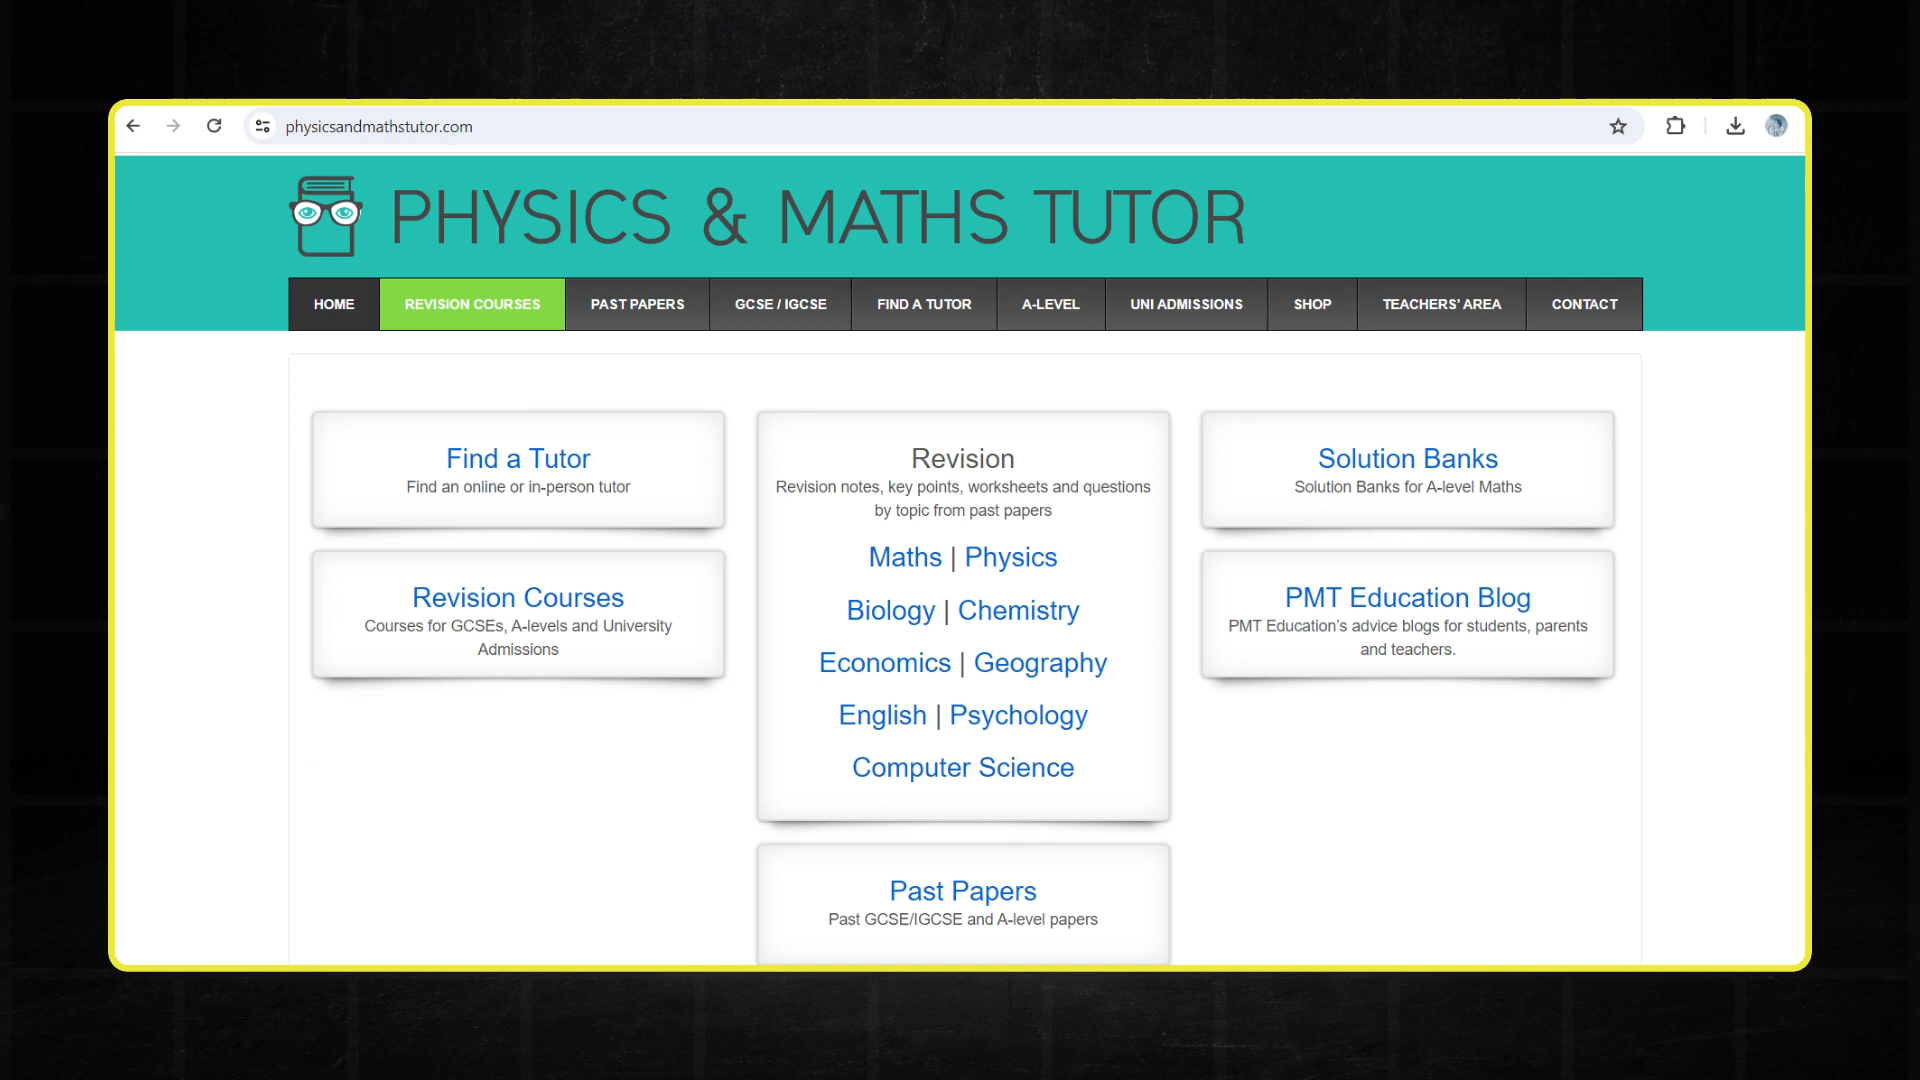 physicsandmathstutor.com
PHYSICS & MATHS TUTOR
HOME REVISION COURSES PAST PAPERS GCSE / IGCSE FIND A TUTOR A-LEVEL UNI ADMISSIONS SHOP TEACHERS' AREA CONTACT
Find a Tutor
Find an online or in-person tutor
Revision Courses
Courses for GCSEs, A-levels and University
Admissions
Revision
Revision notes, key points, worksheets and questions
by topic from past papers
Maths | Physics
Biology | Chemistry
Economics | Geography
English | Psychology
Computer Science
Past Papers
Past GCSE/IGCSE and A-level papers
Solution Banks
Solution Banks for A-level Maths
PMT Education Blog
PMT Education's advice blogs for students, parents
and teachers.